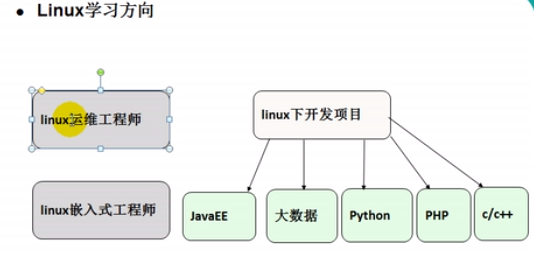 • Linux学习方向
linux运维工程师
linux下开发项目
linux嵌入式工程师
JavaEE
大数据
Python
PHP
c/c++